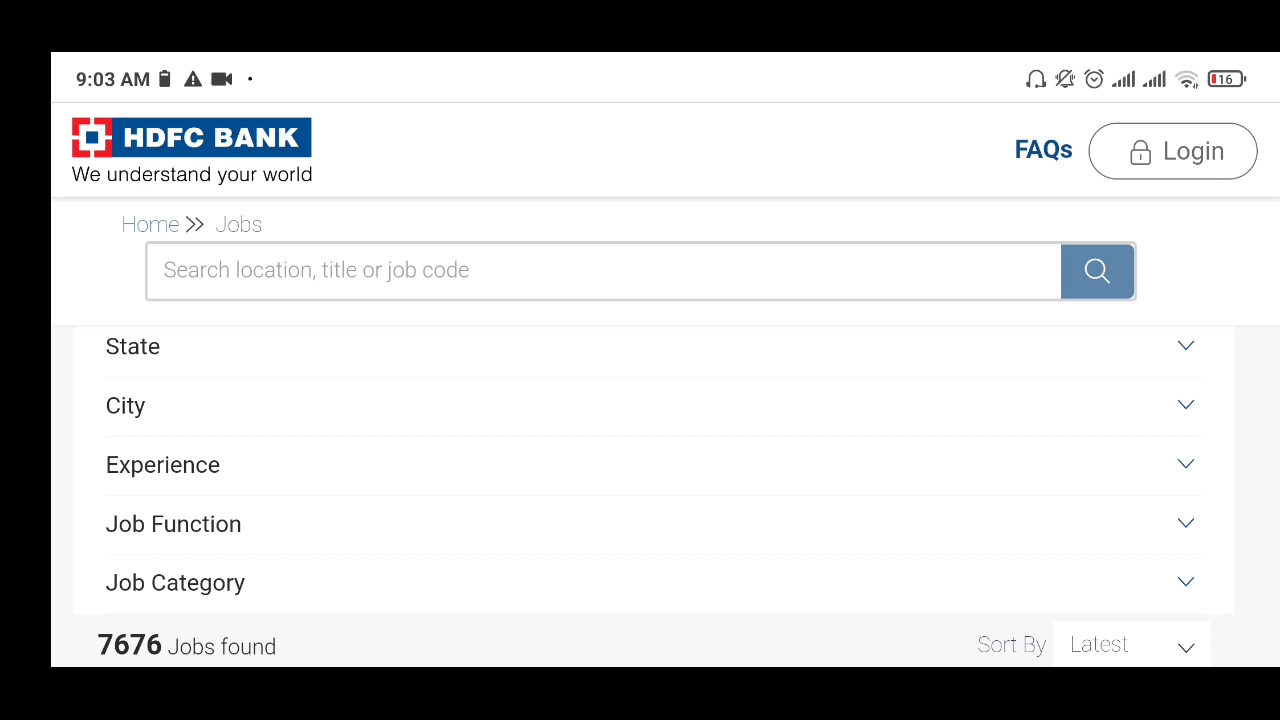 9:03 AM
16
HDFC BANK
We understand your world
FAQs
Login
Home >> Jobs
Search location, title or job code
State
City
Experience
Job Function
Job Category
7676 Jobs found
Sort By Latest